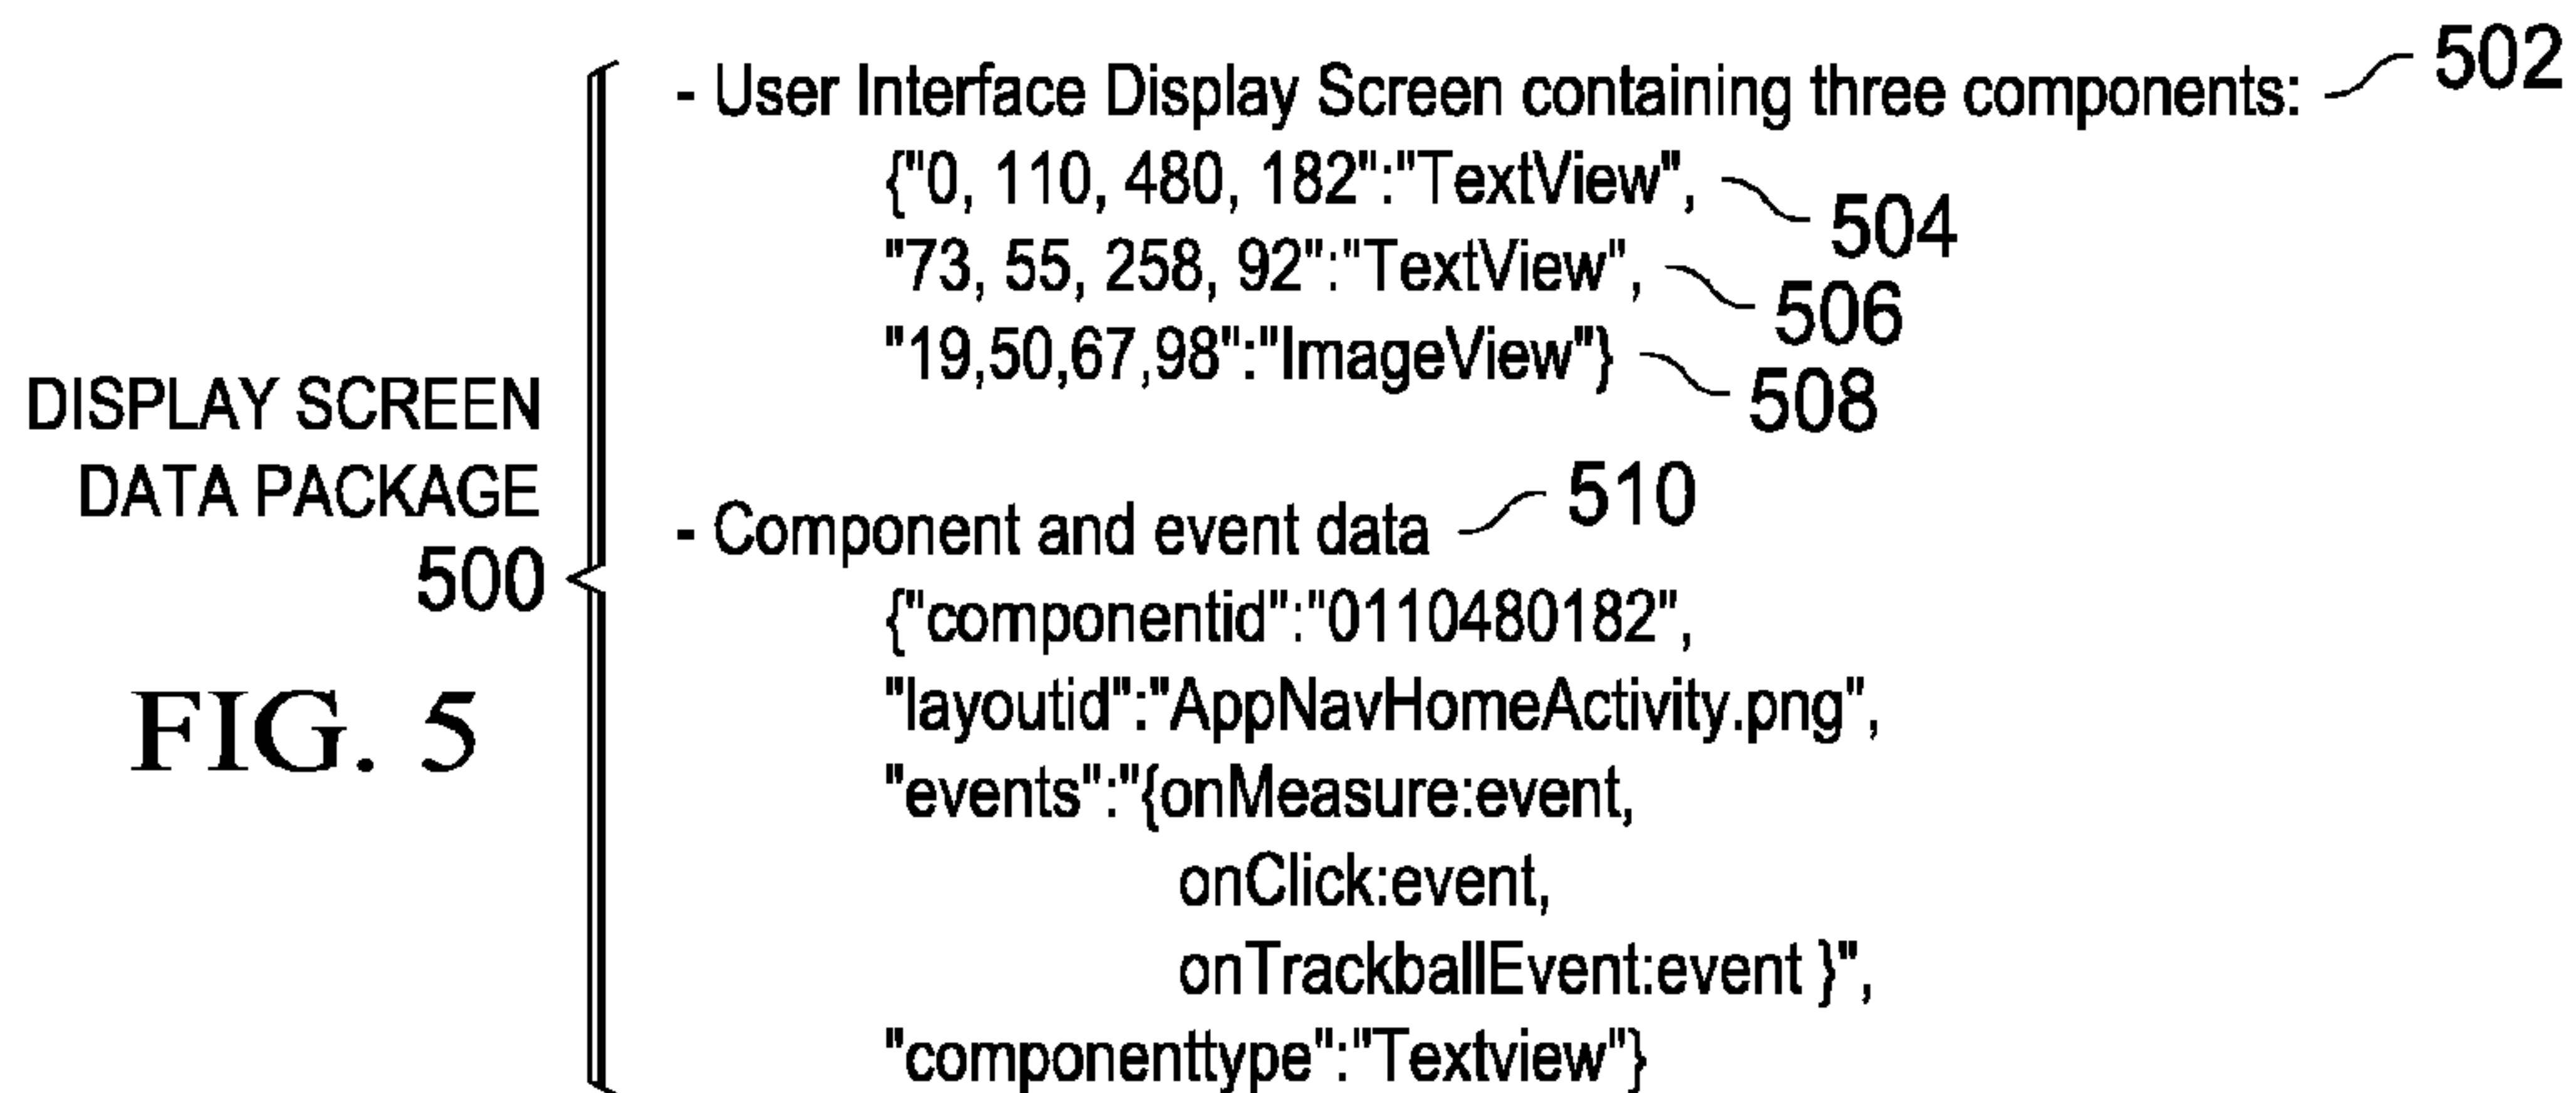 - User Interface Display Screen containing three components: 502
{"0, 110, 480, 182":"TextView", 504
"73, 55, 258, 92":"TextView", 506
"19,50,67,98":"ImageView"} 508
DISPLAY SCREEN
DATA PACKAGE
500
- Component and event data 510
{"componentid":"0110480182",
"layoutid":"AppNavHomeActivity.png",
"events":"{onMeasure:event,
onClick:event,
onTrackballEvent:event }",
"componenttype":"Textview"}
FIG. 5